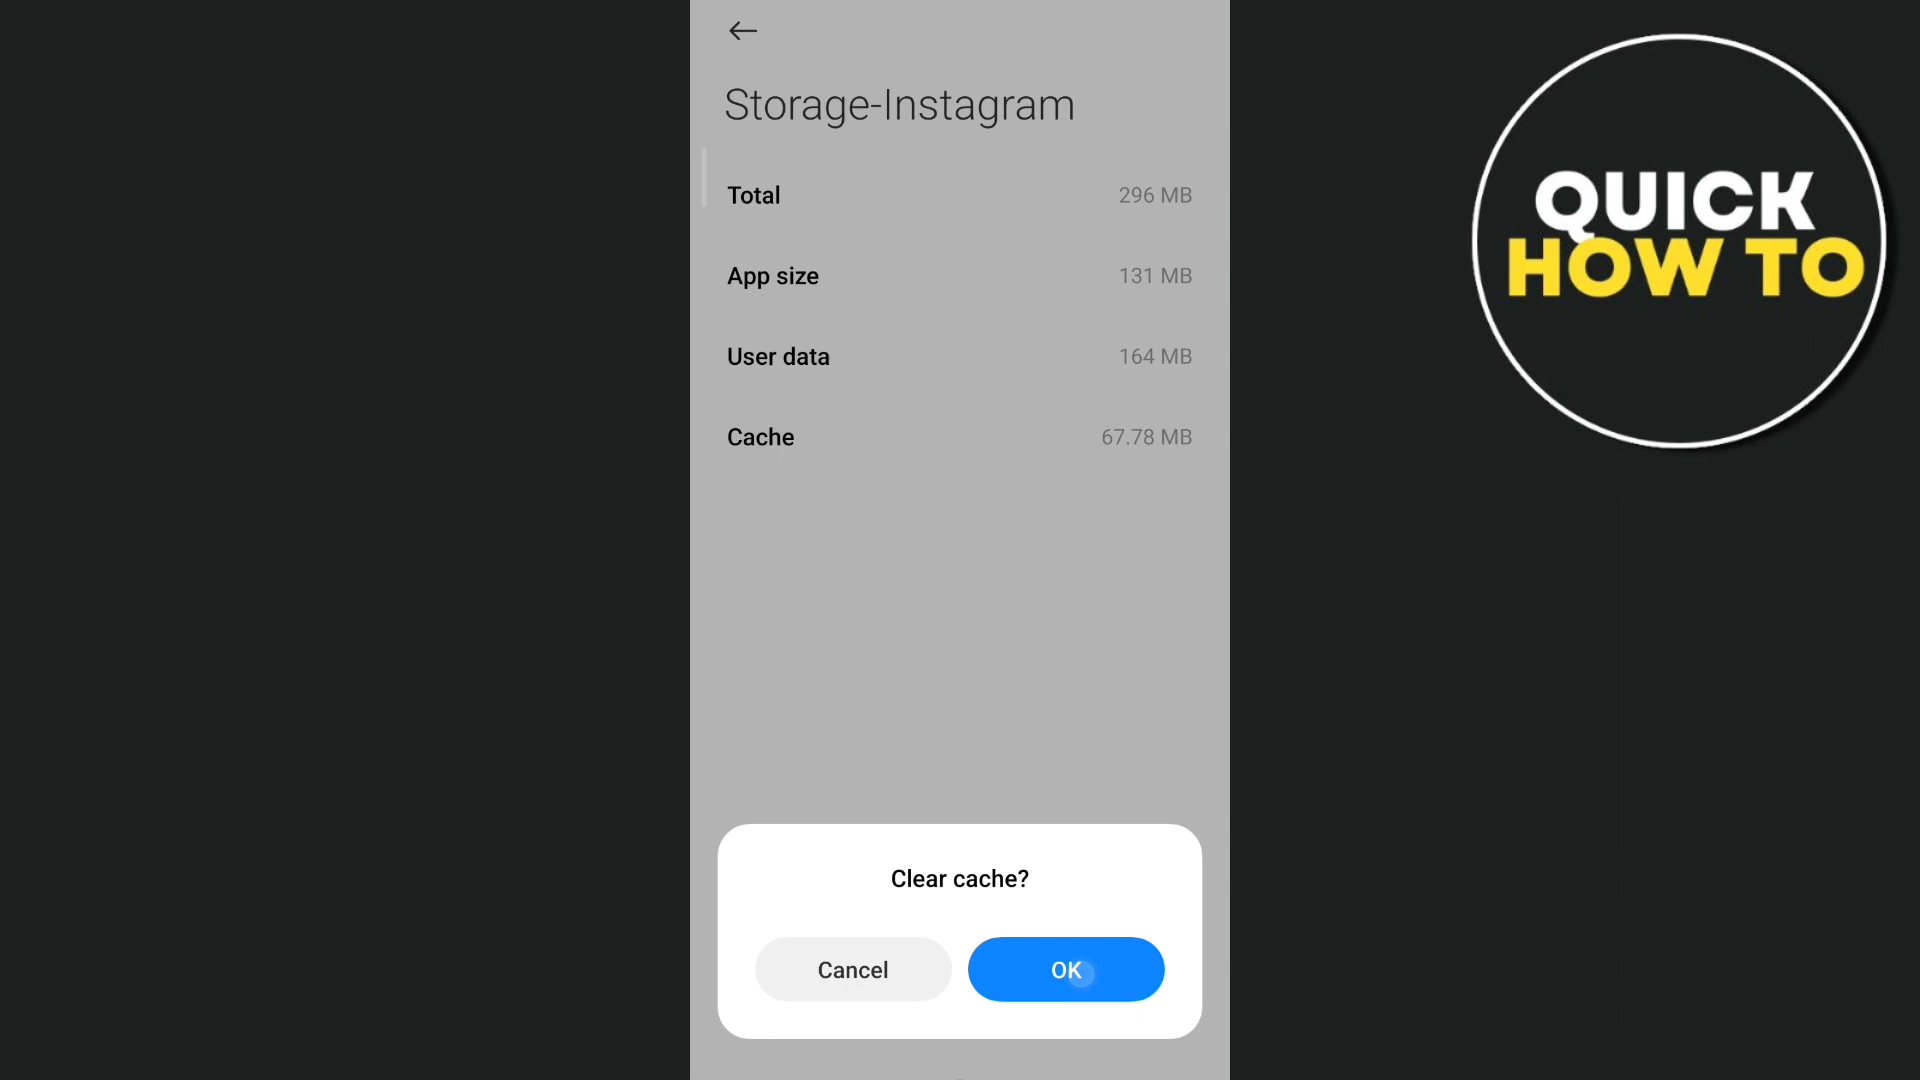 Storage-Instagram
Total 296 MB
App size 131 MB
User data 164 MB
Cache 67.78 MB
Clear cache?
Cancel OK
QUICK
HOW TO